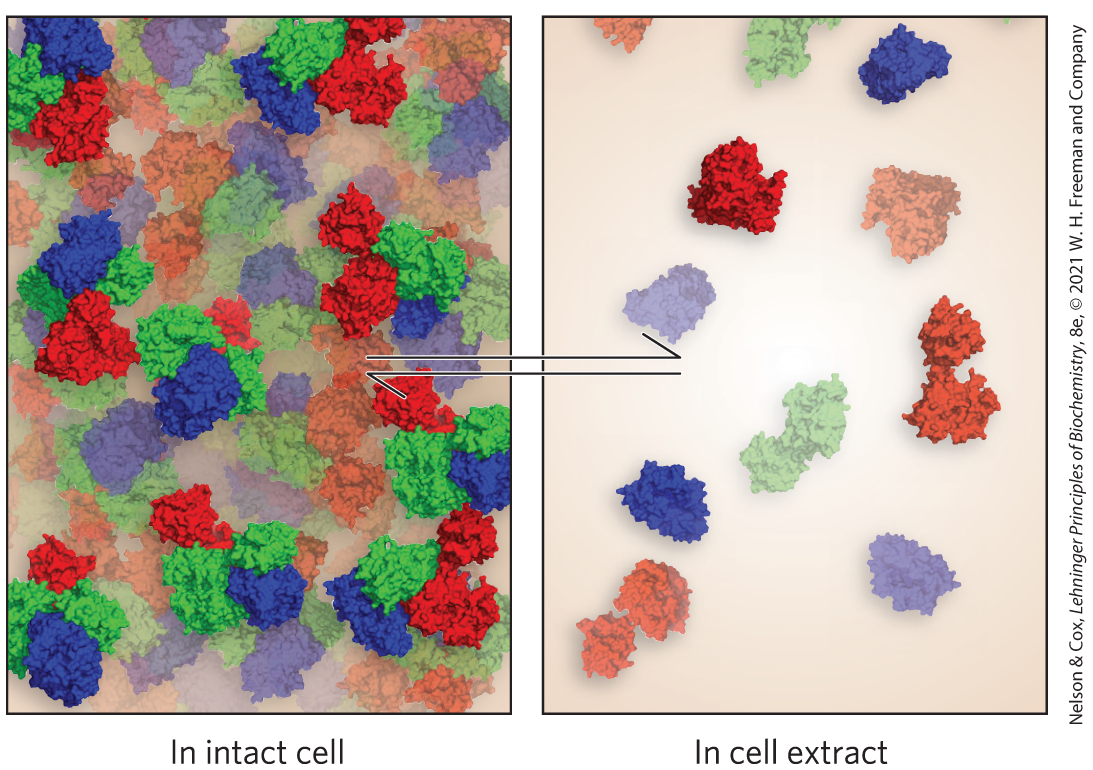 In intact cell
In cell extract
Nelson & Cox, Lehninger Principles of Biochemistry, 8e, © 2021 W. H. Freeman and Company